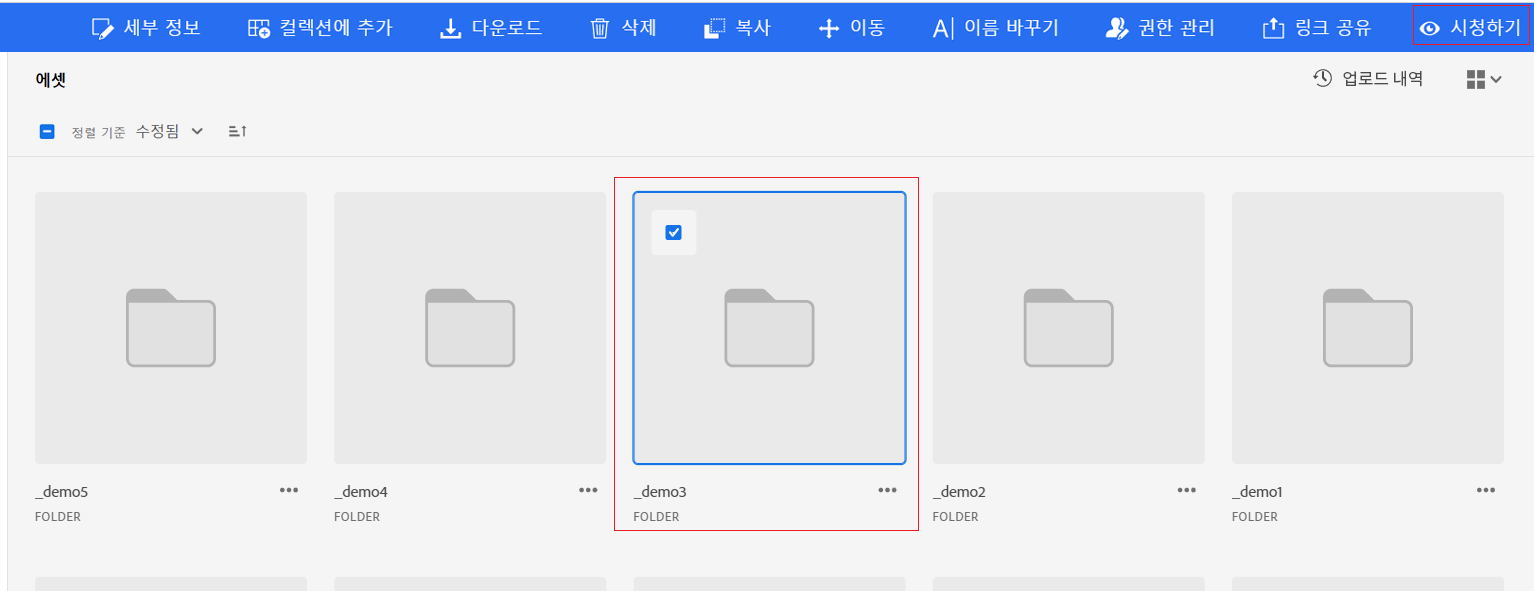 세부 정보 컬렉션에 추가 다운로드 삭제 복사 이동 이름 바꾸기 권한 관리 링크 공유 시청하기
에셋 업로드 내역
정렬 기준 수정됨
_demo5 _demo4 _demo3 _demo2 _demo1
FOLDER FOLDER FOLDER FOLDER FOLDER